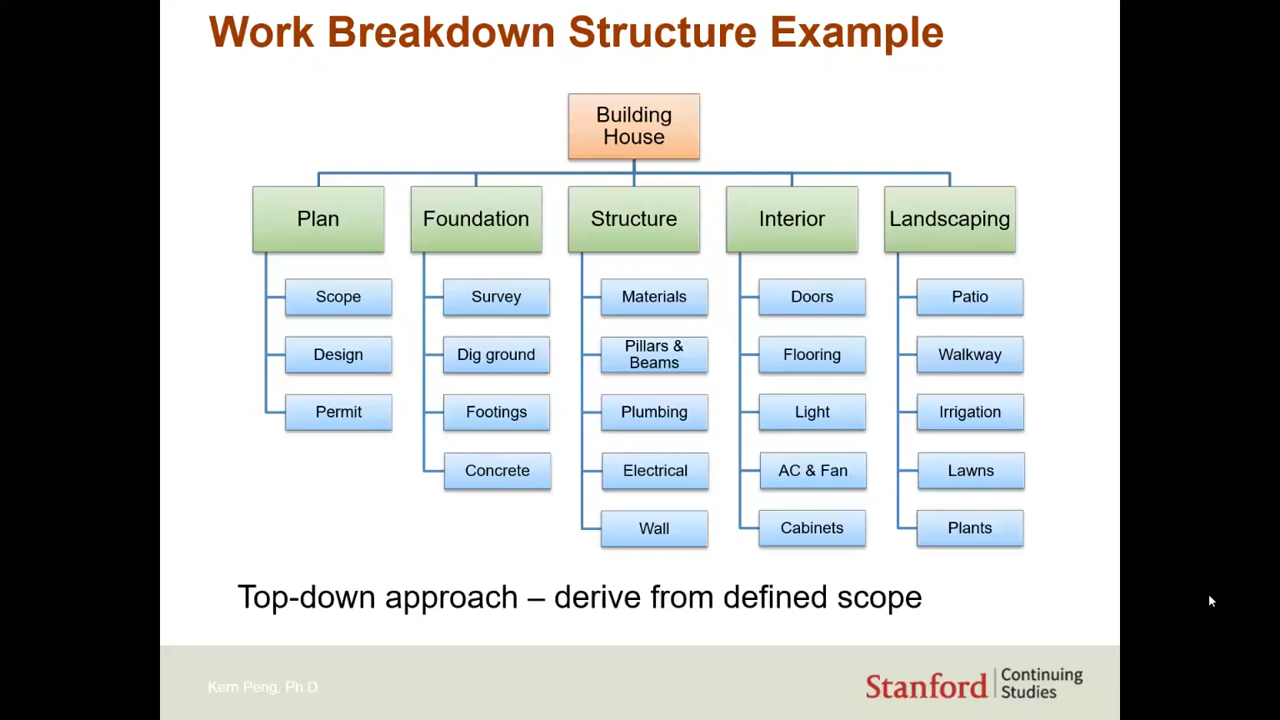 Work Breakdown Structure Example
Building
House
Plan
Foundation
Structure
Interior
Landscaping
Scope
Survey
Materials
Doors
Patio
Design
Dig ground
Pillars &
Beams
Flooring
Walkway
Permit
Footings
Plumbing
Light
Irrigation
Concrete
Electrical
AC & Fan
Lawns
Wall
Cabinets
Plants
Top-down approach – derive from defined scope
Kern Peng, Ph.D.
Stanford
Continuing
Studies